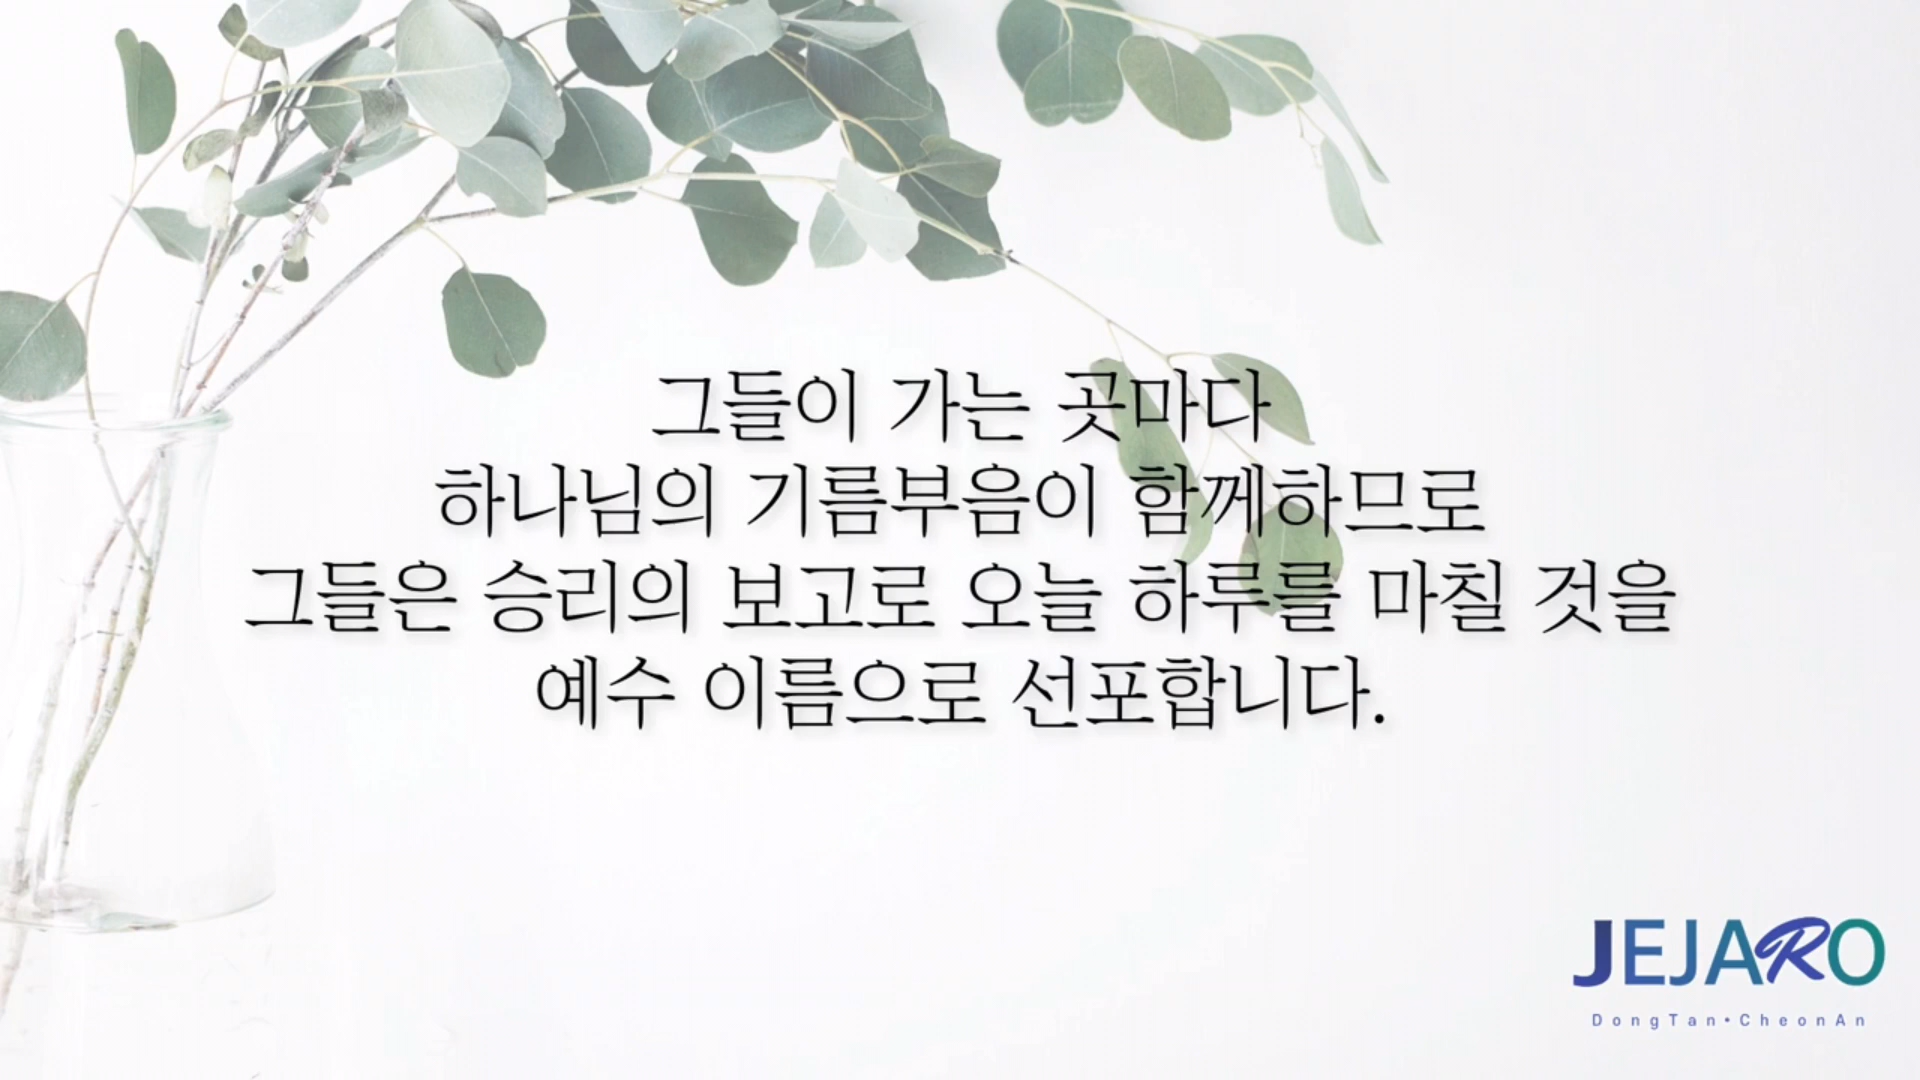 그들이 가는 곳마다
하나님의 기름부음이 함께하므로
그들은 승리의 보고로 오늘 하루를 마칠 것을
예수 이름으로 선포합니다.
JEJARO
DongTan•CheonAn